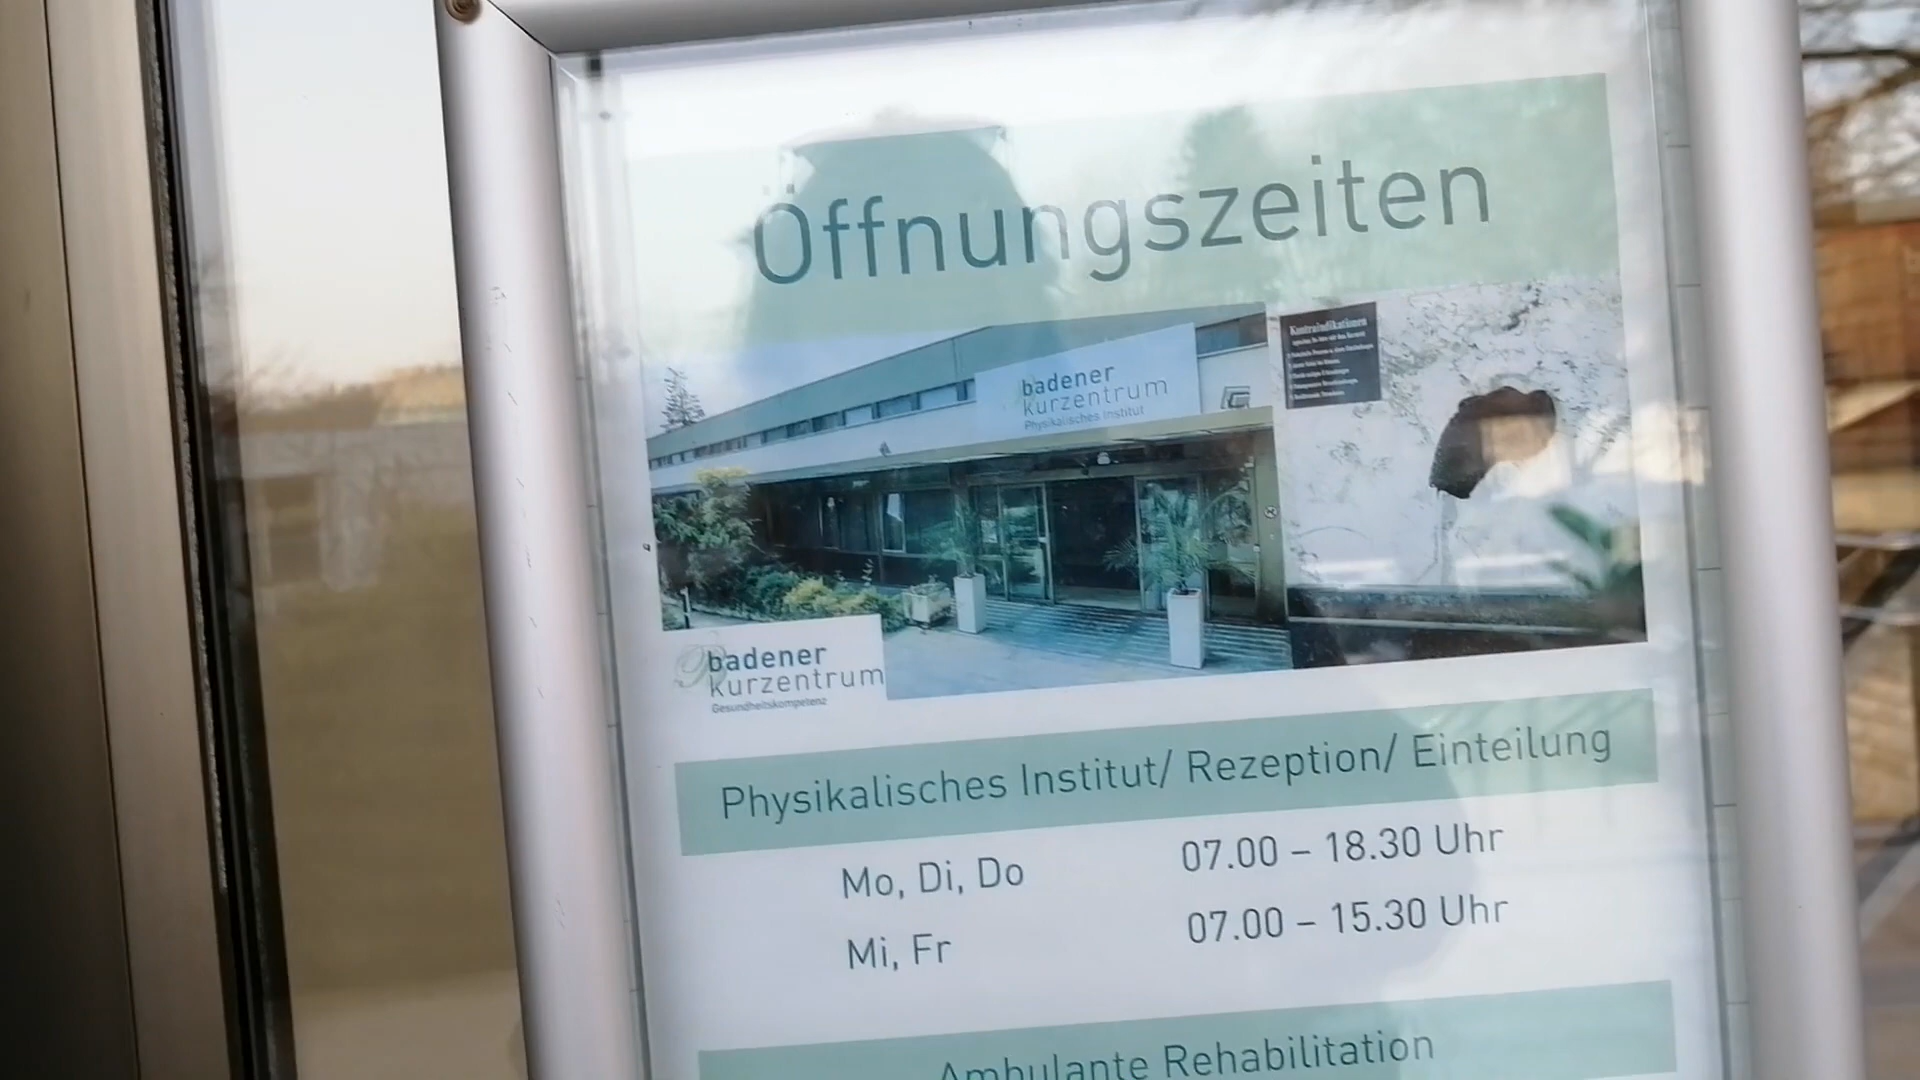 Öffnungszeiten
badener
kurzentrum
Physikalisches Institut
Kontraindikationen
badener
kurzentrum
Gesundheitskompetenz
Physikalisches Institut/ Rezeption/ Einteilung
Mo, Di, Do 07.00 – 18.30 Uhr
Mi, Fr 07.00 – 15.30 Uhr
Ambulante Rehabilitation